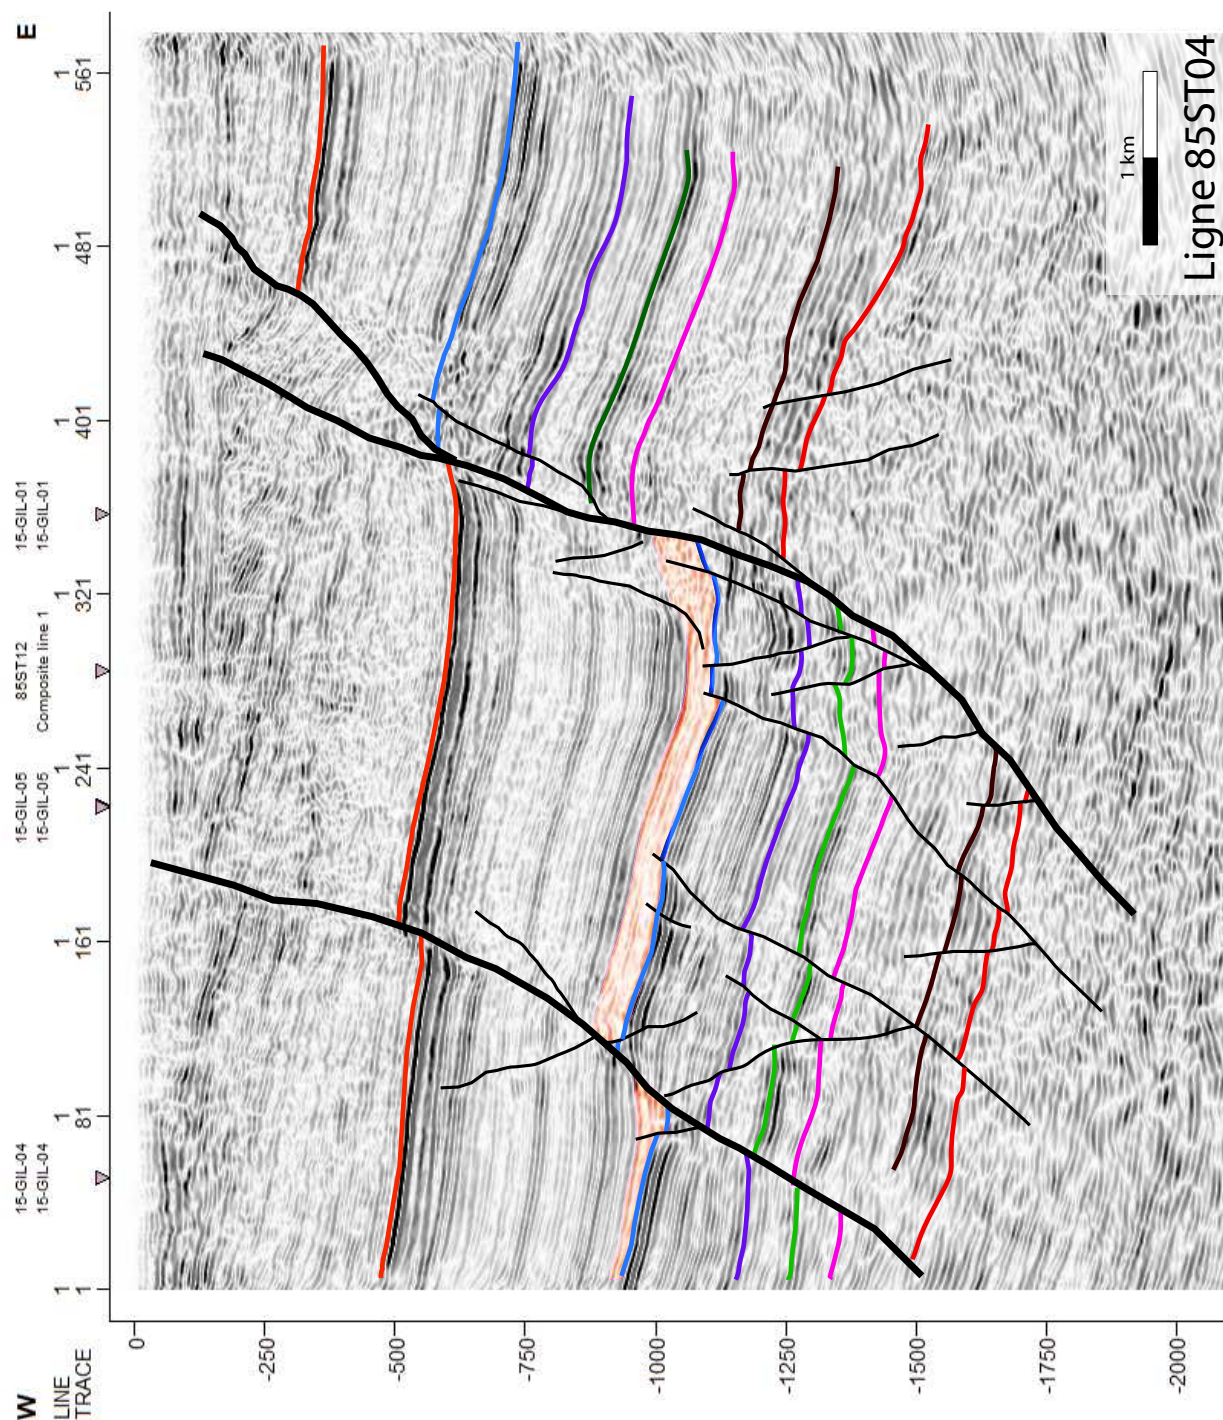 W E
15-GIL-04 15-GIL-05 85ST12 15-GIL-01
15-GIL-04 15-GIL-05 Composite line 1 15-GIL-01
LINE 1 1 1 1 1 1 1 1
TRACE 1 81 161 241 321 401 481 561
0
-250
-500
-750
-1000
-1250
-1500
-1750
-2000
1 km
Ligne 85ST04